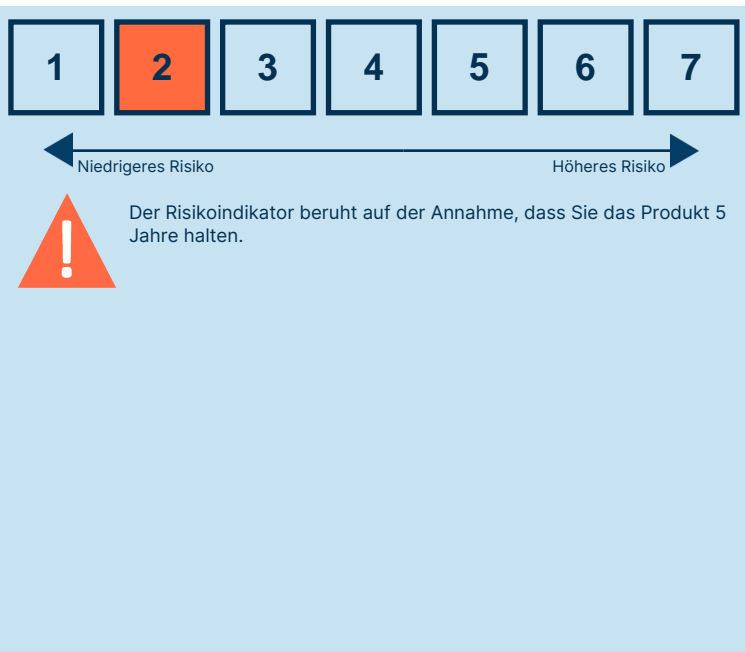 1 2 3 4 5 6 7
Niedrigeres Risiko Höheres Risiko
!
Der Risikoindikator beruht auf der Annahme, dass Sie das Produkt 5
Jahre halten.